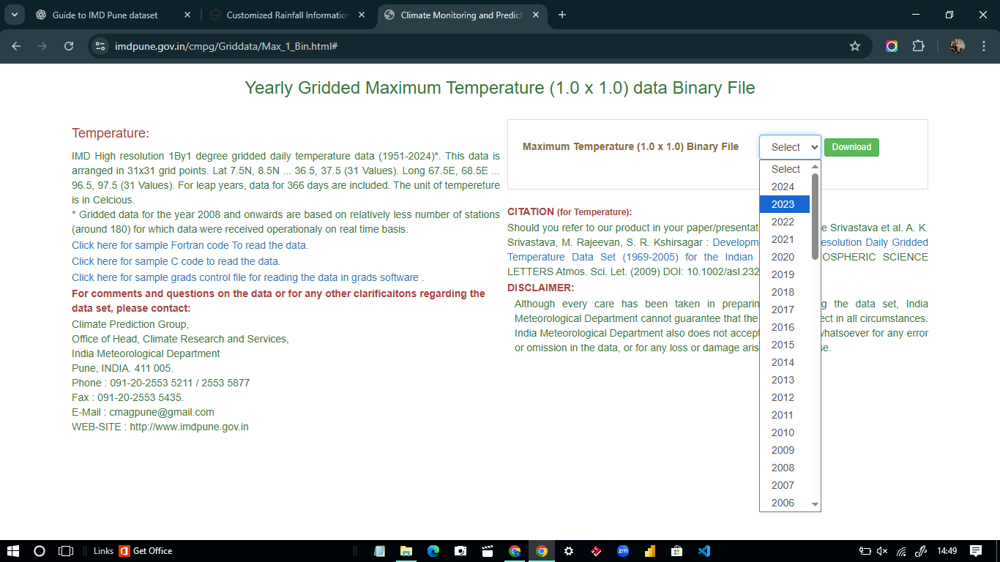 Guide to IMD Pune dataset
Customized Rainfall Informatio
Climate Monitoring and Predict
imdpune.gov.in/cmpg/Griddata/Max_1_Bin.html#
Yearly Gridded Maximum Temperature (1.0 x 1.0) data Binary File
Temperature:
IMD High resolution 1By1 degree gridded daily temperature data (1951-2024)*. This data is
arranged in 31x31 grid points. Lat 7.5N, 8.5N ... 36.5, 37.5 (31 Values). Long 67.5E, 68.5E ...
96.5, 97.5 (31 Values). For leap years, data for 366 days are included. The unit of tempereture
is in Celcious.
* Gridded data for the year 2008 and onwards are based on relatively less number of stations
(around 180) for which data were received operationaly on real time basis.
Click here for sample Fortran code To read the data.
Click here for sample C code to read the data.
Click here for sample grads control file for reading the data in grads software .
For comments and questions on the data or for any other clarificaitons regarding the
data set, please contact:
Climate Prediction Group,
Office of Head, Climate Research and Services,
India Meteorological Department
Pune, INDIA. 411 005.
Phone : 091-20-2553 5211 / 2553 5877
Fax : 091-20-2553 5435.
E-Mail : cmagpune@gmail.com
WEB-SITE : http://www.imdpune.gov.in
Maximum Temperature (1.0 x 1.0) Binary File
Select
Download
Select
2024
2023
2022
2021
2020
2019
2018
2017
2016
2015
2014
2013
2012
2011
2010
2009
2008
2007
2006
CITATION (for Temperature):
Should you refer to our product in your paper/presentat e Srivastava et al. A. K.
Srivastava, M. Rajeevan, S. R. Kshirsagar : Developm esolution Daily Gridded
Temperature Data Set (1969-2005) for the Indian OSPHERIC SCIENCE
LETTERS Atmos. Sci. Let. (2009) DOI: 10.1002/asl.232
DISCLAIMER:
Although every care has been taken in preparin g the data set, India
Meteorological Department cannot guarantee that the ect in all circumstances.
India Meteorological Department also does not accept whatsoever for any error
or omission in the data, or for any loss or damage aris se.
Links
Get Office
zm
14:49